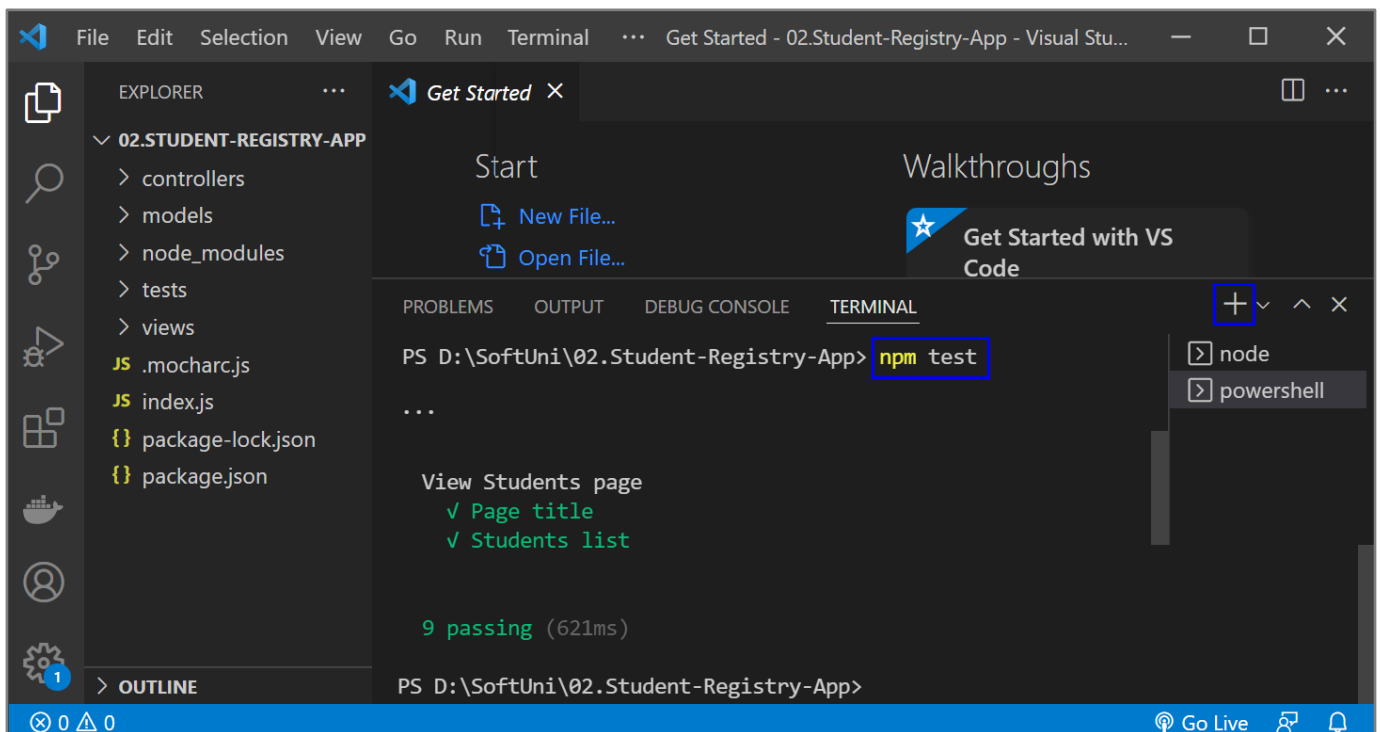 File Edit Selection View Go Run Terminal ··· Get Started - 02.Student-Registry-App - Visual Stu...
EXPLORER ···
Get Started
02.STUDENT-REGISTRY-APP
controllers
models
node_modules
tests
views
JS .mocharc.js
JS index.js
{} package-lock.json
{} package.json
OUTLINE
Start
New File...
Open File...
Walkthroughs
Get Started with VS
Code
PROBLEMS OUTPUT DEBUG CONSOLE TERMINAL
PS D:\SoftUni\02.Student-Registry-App> npm test
...
View Students page
√ Page title
√ Students list
9 passing (621ms)
PS D:\SoftUni\02.Student-Registry-App>
node
powershell
1
0 0
Go Live